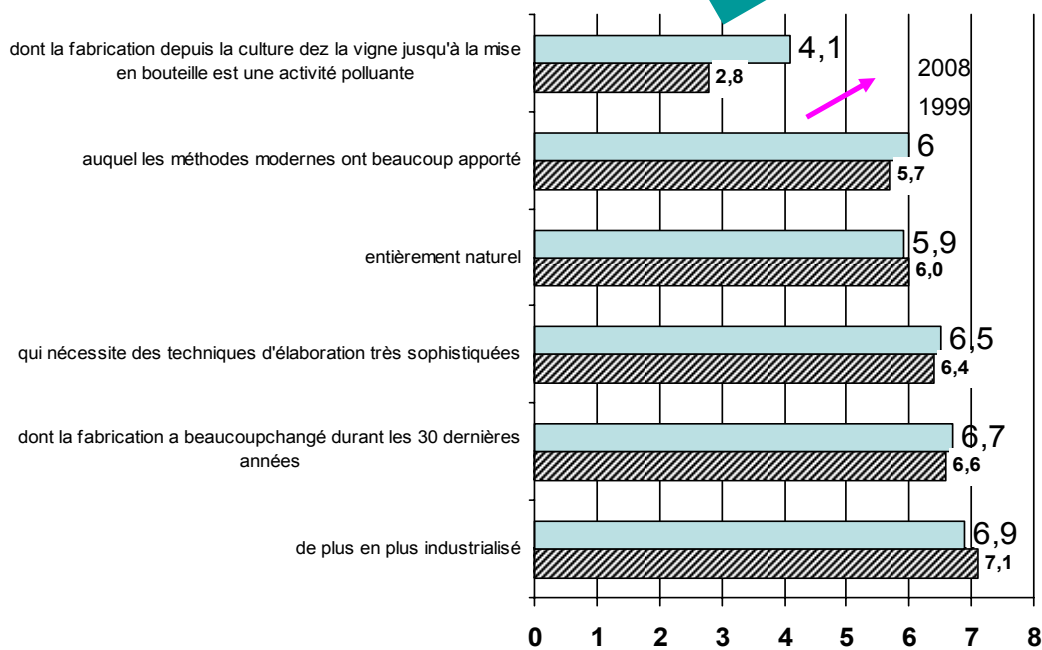 dont la fabrication depuis la culture dez la vigne jusqu'à la mise
en bouteille est une activité polluante
4,1
2,8
2008
1999
auquel les méthodes modernes ont beaucoup apporté
6
5,7
entièrement naturel
5,9
6,0
qui nécessite des techniques d'élaboration très sophistiquées
6,5
6,4
dont la fabrication a beaucoupchangé durant les 30 dernières
années
6,7
6,6
de plus en plus industrialisé
6,9
7,1
0 1 2 3 4 5 6 7 8